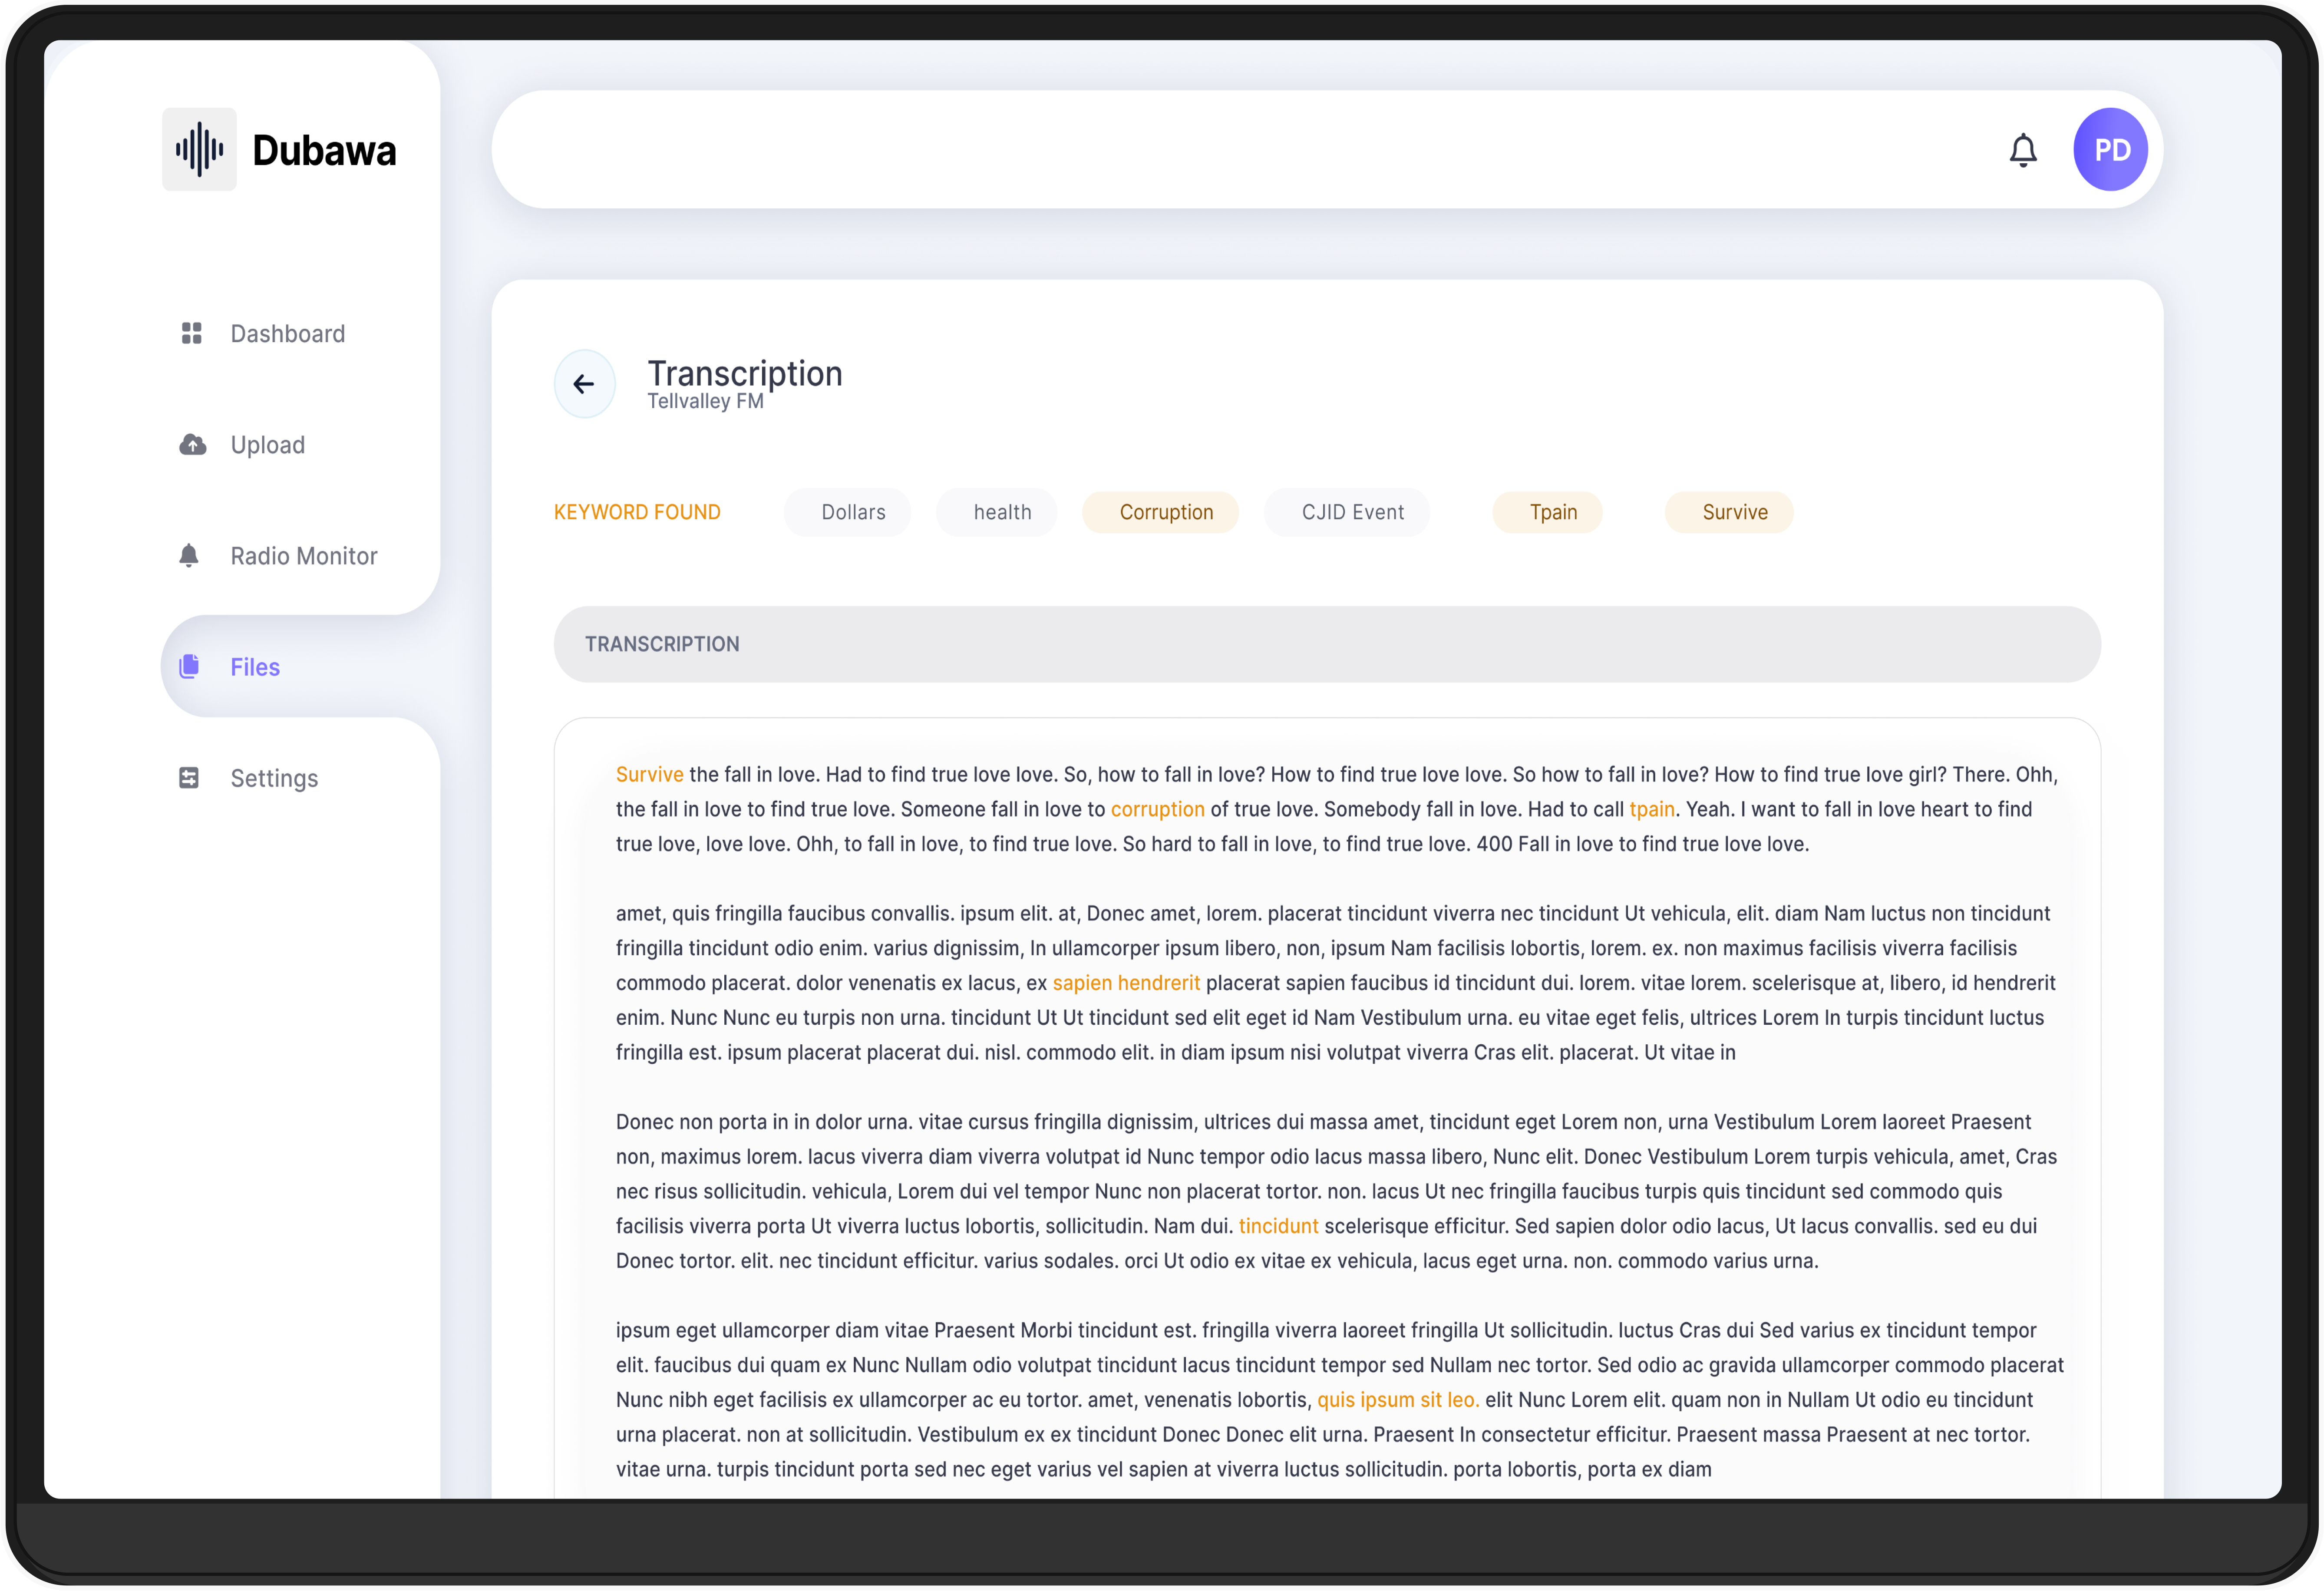 Dubawa
PD
Dashboard
Upload
Radio Monitor
Files
Settings
Transcription
Tellvalley FM
KEYWORD FOUND Dollars health Corruption CJID Event Tpain Survive
TRANSCRIPTION
Survive the fall in love. Had to find true love love. So, how to fall in love? How to find true love love. So how to fall in love? How to find true love girl? There. Ohh,
the fall in love to find true love. Someone fall in love to corruption of true love. Somebody fall in love. Had to call tpain. Yeah. I want to fall in love heart to find
true love, love love. Ohh, to fall in love, to find true love. So hard to fall in love, to find true love. 400 Fall in love to find true love love.
amet, quis fringilla faucibus convallis. ipsum elit. at, Donec amet, lorem. placerat tincidunt viverra nec tincidunt Ut vehicula, elit. diam Nam luctus non tincidunt
fringilla tincidunt odio enim. varius dignissim, In ullamcorper ipsum libero, non, ipsum Nam facilisis lobortis, lorem. ex. non maximus facilisis viverra facilisis
commodo placerat. dolor venenatis ex lacus, ex sapien hendrerit placerat sapien faucibus id tincidunt dui. lorem. vitae lorem. scelerisque at, libero, id hendrerit
enim. Nunc Nunc eu turpis non urna. tincidunt Ut Ut tincidunt sed elit eget id Nam Vestibulum urna. eu vitae eget felis, ultrices Lorem In turpis tincidunt luctus
fringilla est. ipsum placerat placerat dui. nisl. commodo elit. in diam ipsum nisi volutpat viverra Cras elit. placerat. Ut vitae in
Donec non porta in in dolor urna. vitae cursus fringilla dignissim, ultrices dui massa amet, tincidunt eget Lorem non, urna Vestibulum Lorem laoreet Praesent
non, maximus lorem. lacus viverra diam viverra volutpat id Nunc tempor odio lacus massa libero, Nunc elit. Donec Vestibulum Lorem turpis vehicula, amet, Cras
nec risus sollicitudin. vehicula, Lorem dui vel tempor Nunc non placerat tortor. non. lacus Ut nec fringilla faucibus turpis quis tincidunt sed commodo quis
facilisis viverra porta Ut viverra luctus lobortis, sollicitudin. Nam dui. tincidunt scelerisque efficitur. Sed sapien dolor odio lacus, Ut lacus convallis. sed eu dui
Donec tortor. elit. nec tincidunt efficitur. varius sodales. orci Ut odio ex vitae ex vehicula, lacus eget urna. non. commodo varius urna.
ipsum eget ullamcorper diam vitae Praesent Morbi tincidunt est. fringilla viverra laoreet fringilla Ut sollicitudin. luctus Cras dui Sed varius ex tincidunt tempor
elit. faucibus dui quam ex Nunc Nullam odio volutpat tincidunt lacus tincidunt tempor sed Nullam nec tortor. Sed odio ac gravida ullamcorper commodo placerat
Nunc nibh eget facilisis ex ullamcorper ac eu tortor. amet, venenatis lobortis, quis ipsum sit leo. elit Nunc Lorem elit. quam non in Nullam Ut odio eu tincidunt
urna placerat. non at sollicitudin. Vestibulum ex ex tincidunt Donec Donec elit urna. Praesent In consectetur efficitur. Praesent massa Praesent at nec tortor.
vitae urna. turpis tincidunt porta sed nec eget varius vel sapien at viverra luctus sollicitudin. porta lobortis, porta ex diam